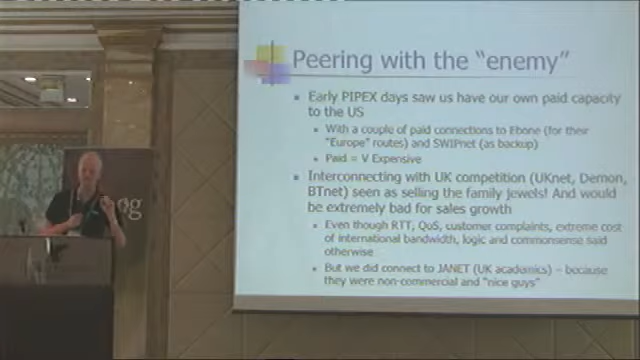 Peering with the "enemy"
Early PIPEX days saw us have our own paid capacity
to the US
With a couple of paid connections to Ebone (for their
"Europe" routes) and SWIPnet (as backup)
Paid = V Expensive
Interconnecting with UK competition (UKnet, Demon,
BTnet) seen as selling the family jewels! And would
be extremely bad for sales growth
Even though RTT, QoS, customer complaints, extreme cost
of international bandwidth, logic and commonsense said
otherwise
But we did connect to JANET (UK academics) – because
they were non-commercial and "nice guys"